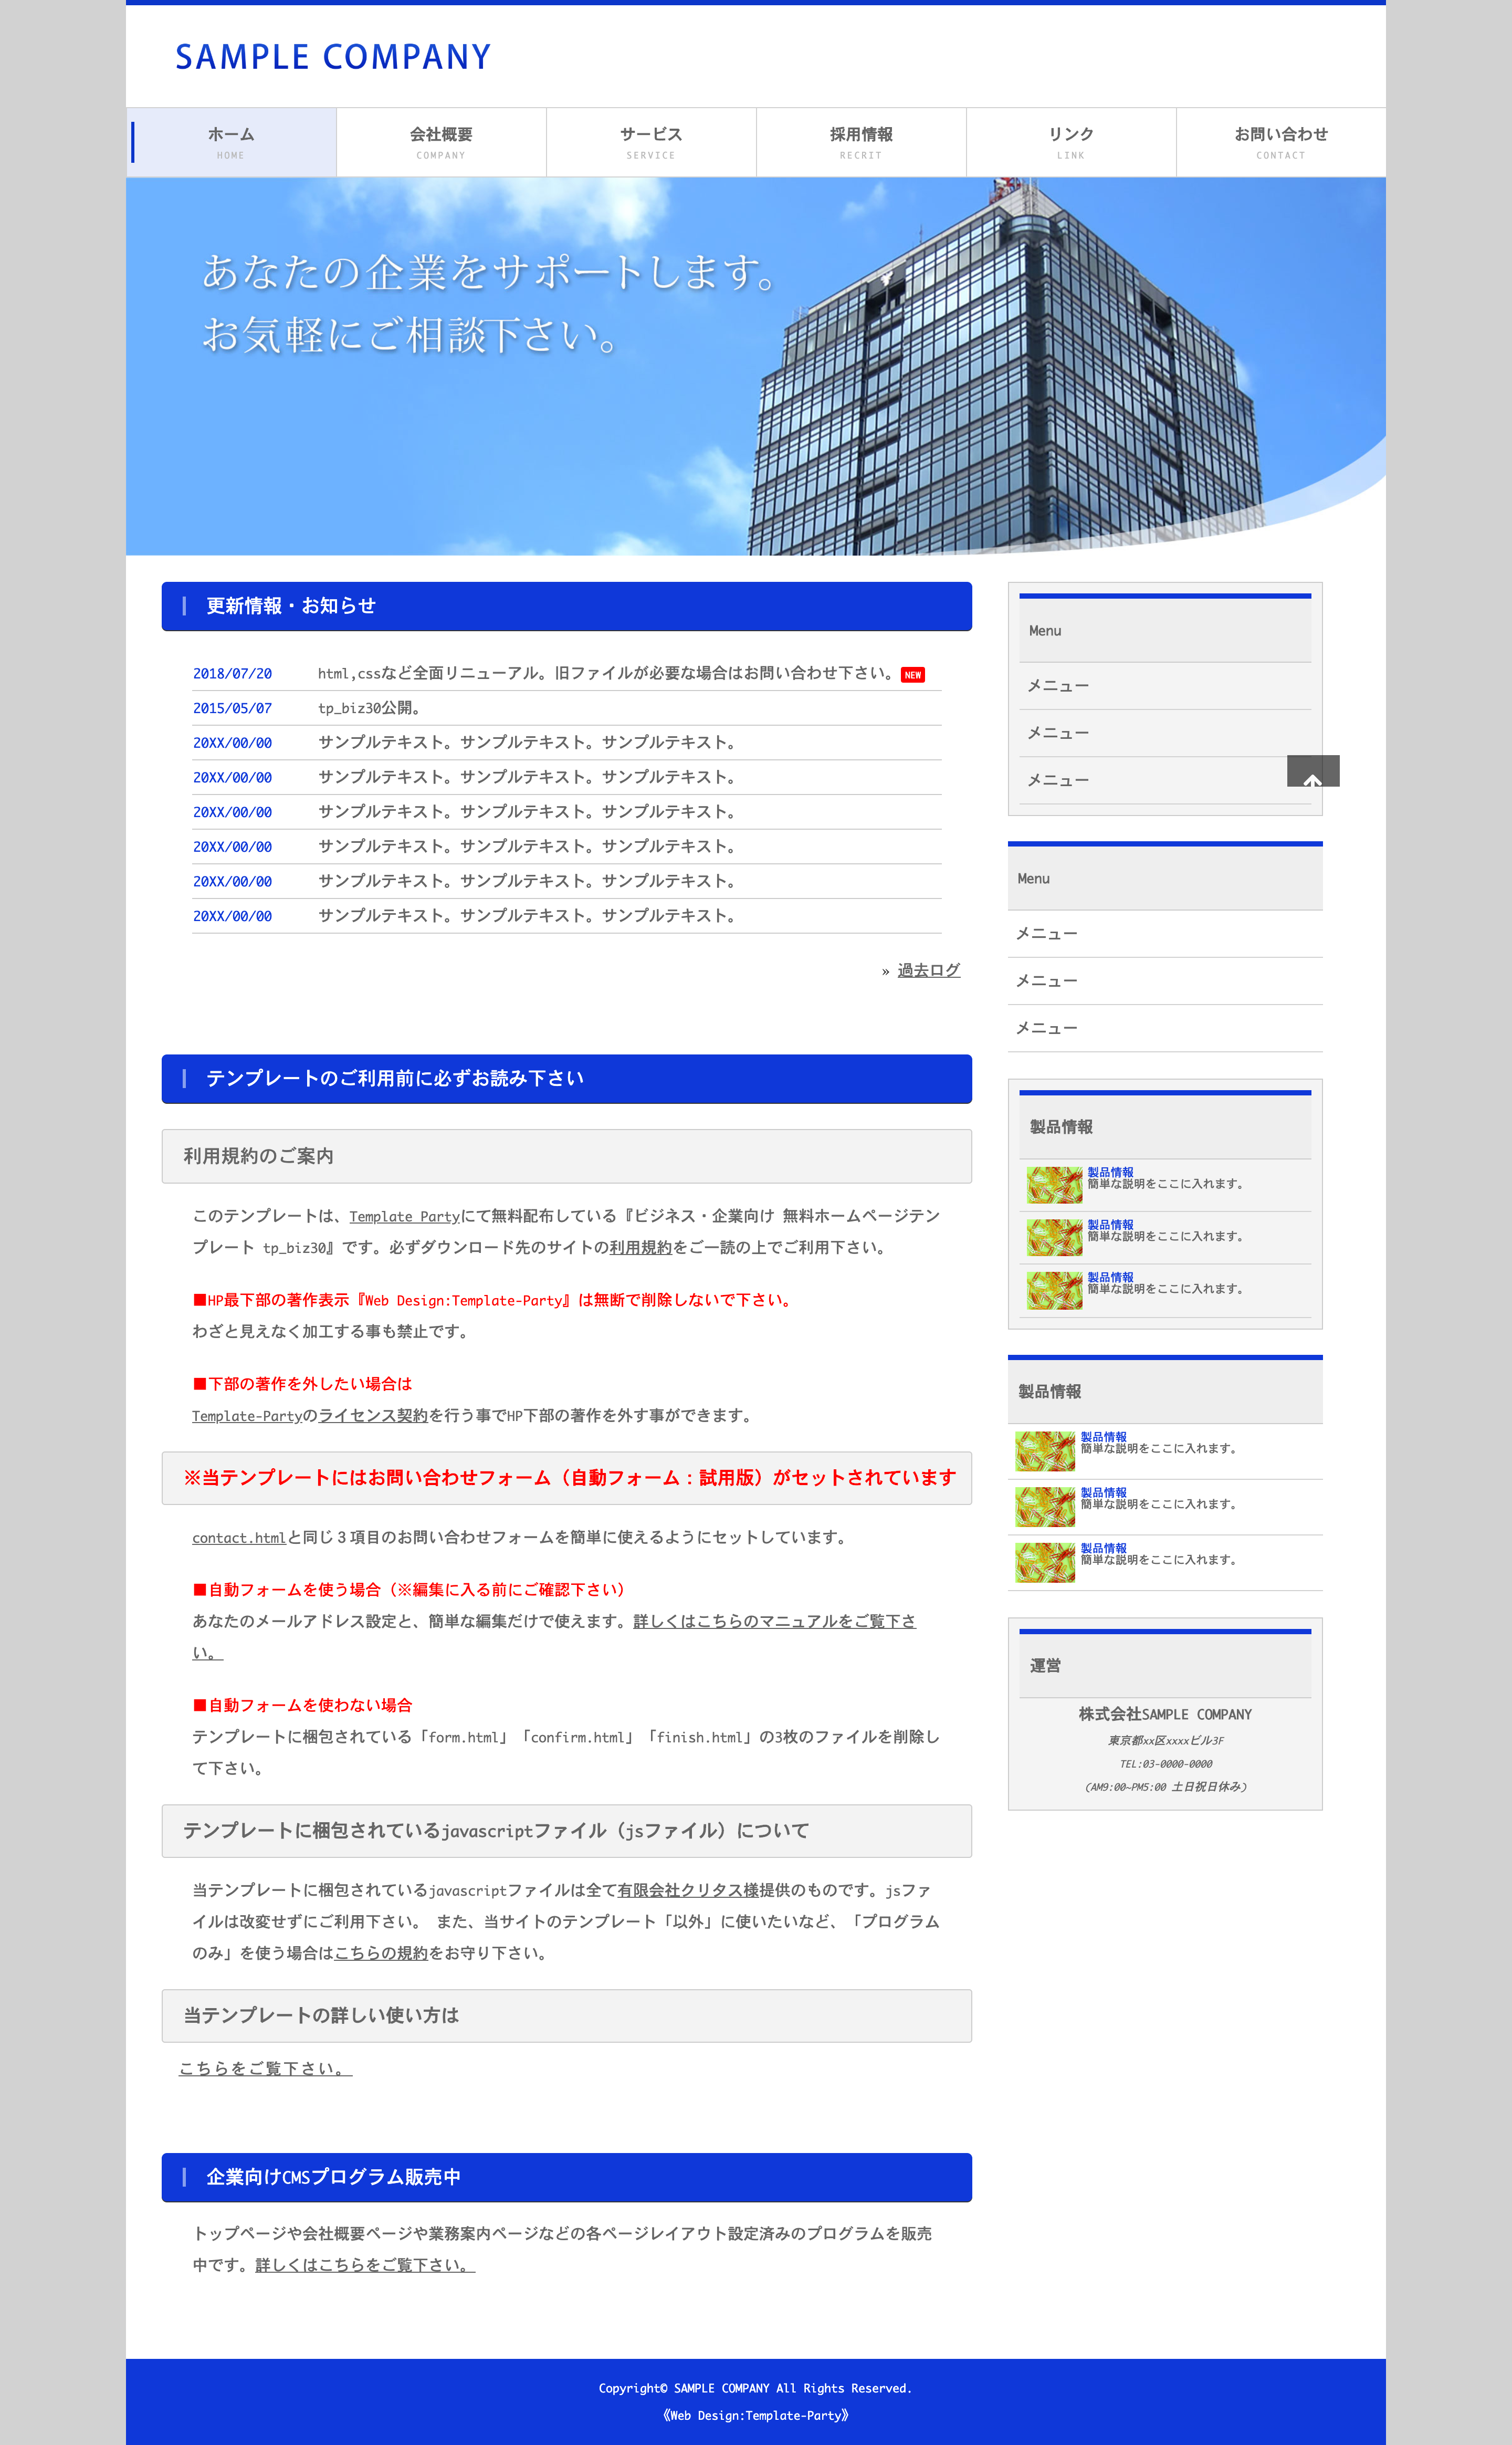 SAMPLE COMPANY
ホーム
HOME
会社概要
COMPANY
サービス
SERVICE
採用情報
RECRIT
リンク
LINK
お問い合わせ
CONTACT
あなたの企業をサポートします。
お気軽にご相談下さい。
更新情報・お知らせ
2018/07/20 html,cssなど全面リニューアル。旧ファイルが必要な場合はお問い合わせ下さい。NEW
2015/05/07 tp_biz30公開。
20XX/00/00 サンプルテキスト。サンプルテキスト。サンプルテキスト。
20XX/00/00 サンプルテキスト。サンプルテキスト。サンプルテキスト。
20XX/00/00 サンプルテキスト。サンプルテキスト。サンプルテキスト。
20XX/00/00 サンプルテキスト。サンプルテキスト。サンプルテキスト。
20XX/00/00 サンプルテキスト。サンプルテキスト。サンプルテキスト。
20XX/00/00 サンプルテキスト。サンプルテキスト。サンプルテキスト。
» 過去ログ
テンプレートのご利用前に必ずお読み下さい
利用規約のご案内
このテンプレートは、Template Partyにて無料配布している『ビジネス・企業向け 無料ホームページテン
プレート tp_biz30』です。必ずダウンロード先のサイトの利用規約をご一読の上でご利用下さい。
■HP最下部の著作表示『Web Design:Template-Party』は無断で削除しないで下さい。
わざと見えなく加工する事も禁止です。
■下部の著作を外したい場合は
Template-Partyのライセンス契約を行う事でHP下部の著作を外す事ができます。
※当テンプレートにはお問い合わせフォーム（自動フォーム：試用版）がセットされています
contact.htmlと同じ３項目のお問い合わせフォームを簡単に使えるようにセットしています。
■自動フォームを使う場合（※編集に入る前にご確認下さい）
あなたのメールアドレス設定と、簡単な編集だけで使えます。詳しくはこちらのマニュアルをご覧下さ
い。
■自動フォームを使わない場合
テンプレートに梱包されている「form.html」「confirm.html」「finish.html」の3枚のファイルを削除し
て下さい。
テンプレートに梱包されているjavascriptファイル（jsファイル）について
当テンプレートに梱包されているjavascriptファイルは全て有限会社クリタス様提供のものです。jsファ
イルは改変せずにご利用下さい。 また、当サイトのテンプレート「以外」に使いたいなど、「プログラム
のみ」を使う場合はこちらの規約をお守り下さい。
当テンプレートの詳しい使い方は
こちらをご覧下さい。
企業向けCMSプログラム販売中
トップページや会社概要ページや業務案内ページなどの各ページレイアウト設定済みのプログラムを販売
中です。詳しくはこちらをご覧下さい。
Menu
メニュー
メニュー
メニュー
Menu
メニュー
メニュー
メニュー
製品情報
製品情報
簡単な説明をここに入れます。
製品情報
簡単な説明をここに入れます。
製品情報
簡単な説明をここに入れます。
製品情報
製品情報
簡単な説明をここに入れます。
製品情報
簡単な説明をここに入れます。
製品情報
簡単な説明をここに入れます。
運営
株式会社SAMPLE COMPANY
東京都xx区xxxxビル3F
TEL:03-0000-0000
(AM9:00~PM5:00 土日祝日休み)
Copyright© SAMPLE COMPANY All Rights Reserved.
《Web Design:Template-Party》